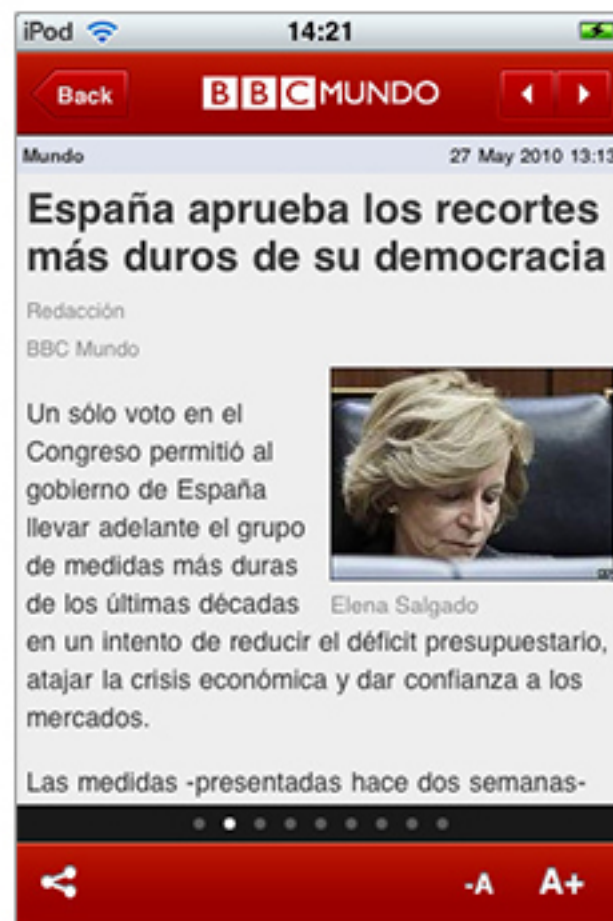 iPod 14:21
Back BBC MUNDO
Mundo 27 May 2010 13:13
España aprueba los recortes
más duros de su democracia
Redacción
BBC Mundo
Un sólo voto en el
Congreso permitió al
gobierno de España
llevar adelante el grupo
de medidas más duras
de los últimas décadas
Elena Salgado
en un intento de reducir el déficit presupuestario,
atajar la crisis económica y dar confianza a los
mercados.
Las medidas -presentadas hace dos semanas-
-A A+